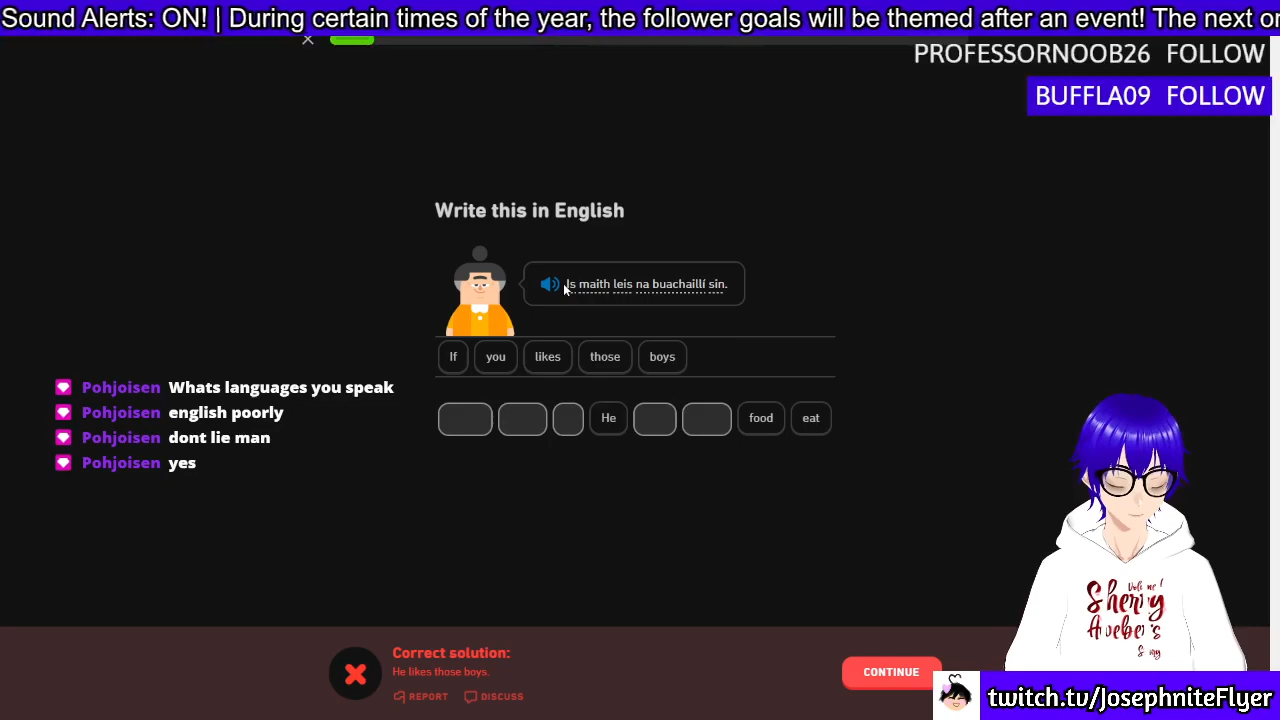 Sound Alerts: ON! | During certain times of the year, the follower goals will be themed after an event! The next or
PROFESSORNOOB26 FOLLOW
BUFFLA09 FOLLOW
Write this in English
Is maith leis na buachaillí sin.
If you likes those boys
He food eat
Pohjoisen Whats languages you speak
Pohjoisen english poorly
Pohjoisen dont lie man
Pohjoisen yes
Sherry
Correct solution:
He likes those boys.
REPORT DISCUSS
CONTINUE
twitch.tv/JosephniteFlyer